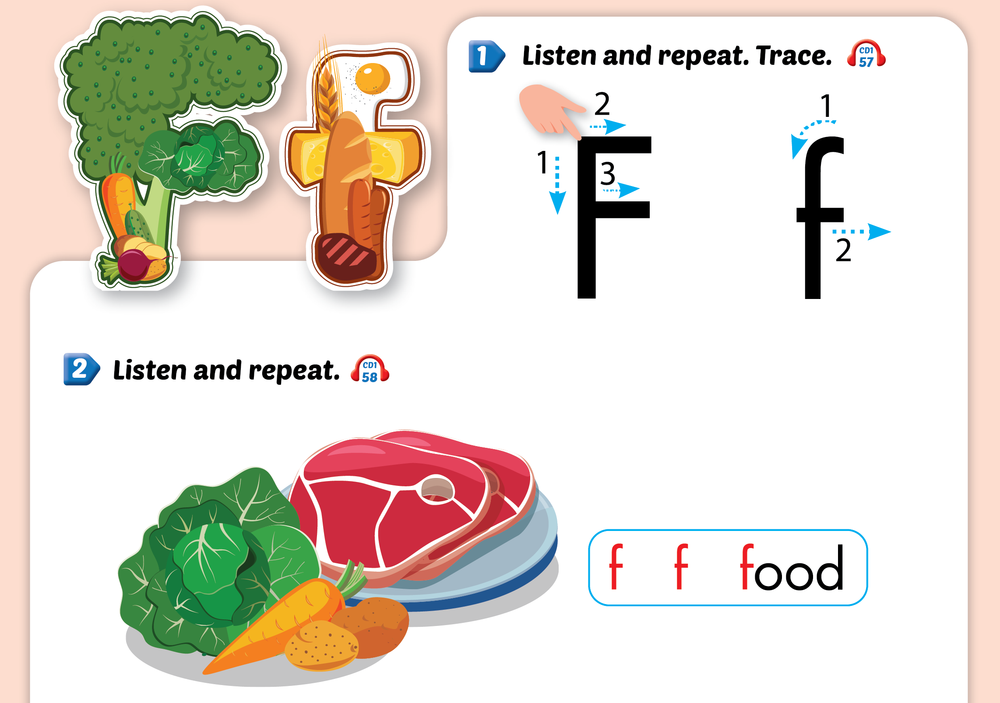 1 Listen and repeat. Trace. CD1 57
1 2 3 F
1 2 f
2 Listen and repeat. CD1 58
f f food